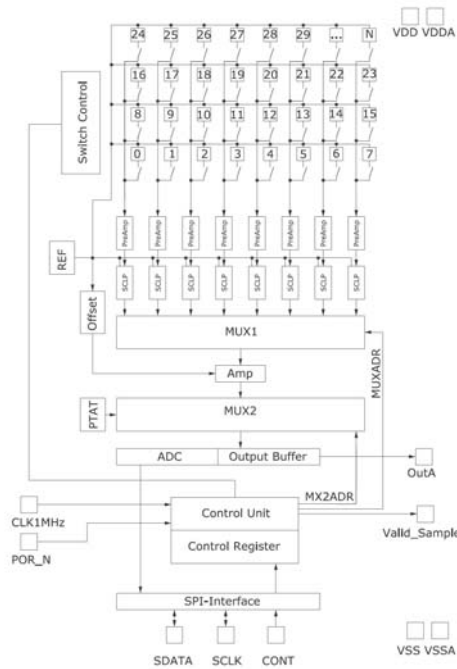 24 25 26 27 28 29 ... N
VDD VDDA
16 17 18 19 20 21 22 23
Switch Control
8 9 10 11 12 13 14 15
0 1 2 3 4 5 6 7
PreAmp PreAmp PreAmp PreAmp PreAmp PreAmp PreAmp PreAmp
REF
SCLP SCLP SCLP SCLP SCLP SCLP SCLP SCLP
Offset
MUX1
MUXADR
Amp
PTAT
MUX2
ADC Output Buffer
OutA
MX2ADR
CLK1MHz
Control Unit
Valid_Sample
POR_N
Control Register
SPI-Interface
SDATA SCLK CONT
VSS VSSA